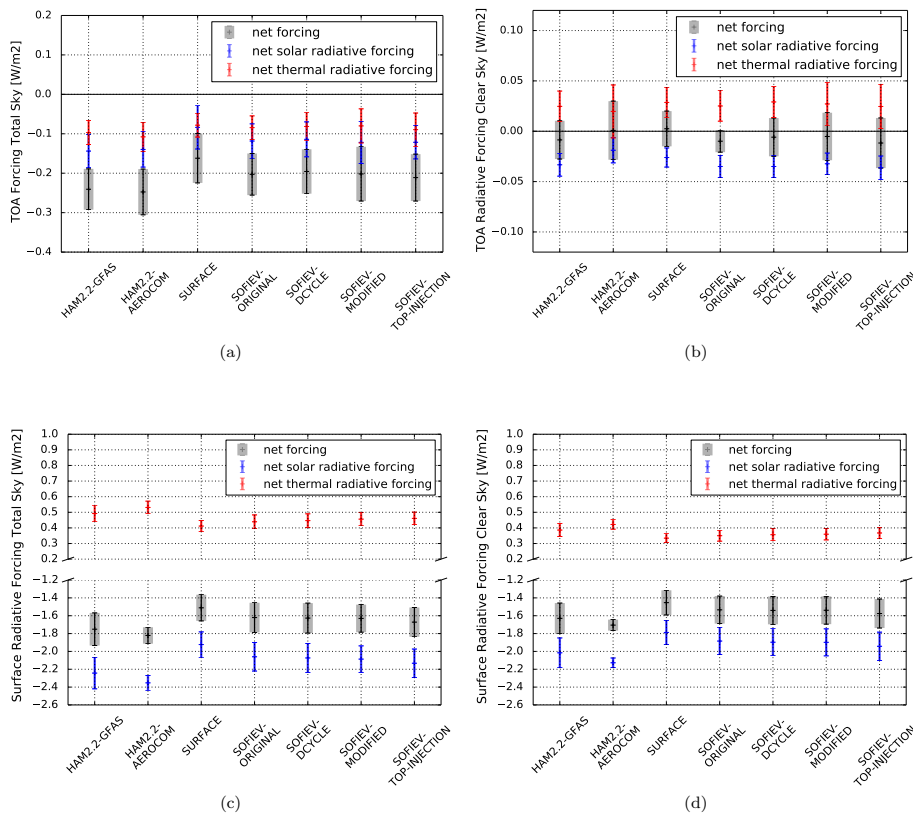 TOA Forcing Total Sky [W/m2]
0.2
0.1
0.0
−0.1
−0.2
−0.3
−0.4
net forcing
net solar radiative forcing
net thermal radiative forcing
HAM2.2-GFAS
HAM2.2-
AEROCOM
SURFACE
SOFIEV-
ORIGINAL
SOFIEV-
DCYCLE
SOFIEV-
MODIFIED
SOFIEV-
TOP-INJECTION
(a)
TOA Radiative Forcing Clear Sky [W/m2]
0.10
0.05
0.00
−0.05
−0.10
net forcing
net solar radiative forcing
net thermal radiative forcing
HAM2.2-GFAS
HAM2.2-
AEROCOM
SURFACE
SOFIEV-
ORIGINAL
SOFIEV-
DCYCLE
SOFIEV-
MODIFIED
SOFIEV-
TOP-INJECTION
(b)
Surface Radiative Forcing Total Sky [W/m2]
1.0
0.9
0.8
0.7
0.6
0.5
0.4
0.3
0.2
−1.2
−1.4
−1.6
−1.8
−2.0
−2.2
−2.4
−2.6
net forcing
net solar radiative forcing
net thermal radiative forcing
HAM2.2-GFAS
HAM2.2-
AEROCOM
SURFACE
SOFIEV-
ORIGINAL
SOFIEV-
DCYCLE
SOFIEV-
MODIFIED
SOFIEV-
TOP-INJECTION
(c)
Surface Radiative Forcing Clear Sky [W/m2]
1.0
0.9
0.8
0.7
0.6
0.5
0.4
0.3
0.2
−1.2
−1.4
−1.6
−1.8
−2.0
−2.2
−2.4
−2.6
net forcing
net solar radiative forcing
net thermal radiative forcing
HAM2.2-GFAS
HAM2.2-
AEROCOM
SURFACE
SOFIEV-
ORIGINAL
SOFIEV-
DCYCLE
SOFIEV-
MODIFIED
SOFIEV-
TOP-INJECTION
(d)